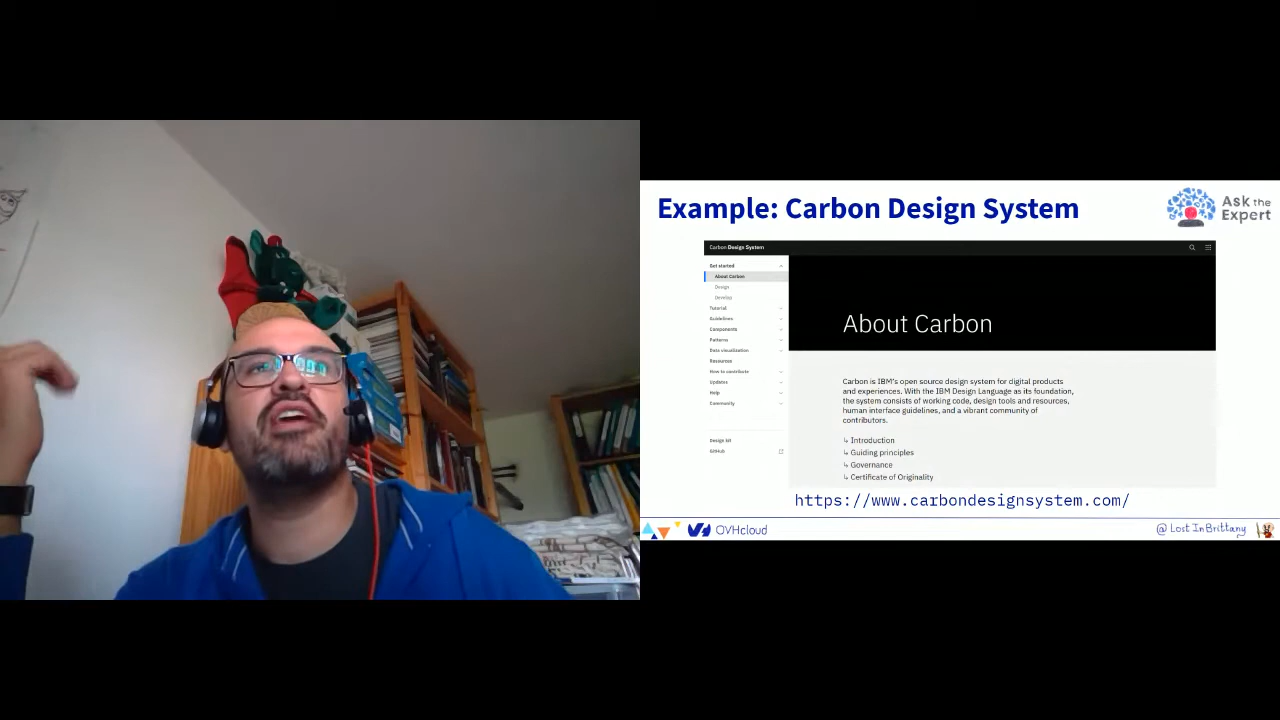 Example: Carbon Design System
Ask the
Expert
Carbon Design System
Get started
About Carbon
Design
Develop
Tutorial
Guidelines
Components
Patterns
Data visualization
Resources
How to contribute
Updates
Help
Community
Design kit
GitHub
About Carbon
Carbon is IBM's open source design system for digital products
and experiences. With the IBM Design Language as its foundation,
the system consists of working code, design tools and resources,
human interface guidelines, and a vibrant community of
contributors.
↳ Introduction
↳ Guiding principles
↳ Governance
↳ Certificate of Originality
https://www.carbondesignsystem.com/
OVHcloud
@LostInBrittany